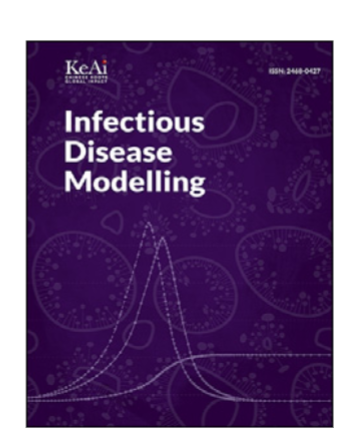 KeAi
CHINESE ROOTS
GLOBAL IMPACT
ISSN: 2468-0427
Infectious
Disease
Modelling